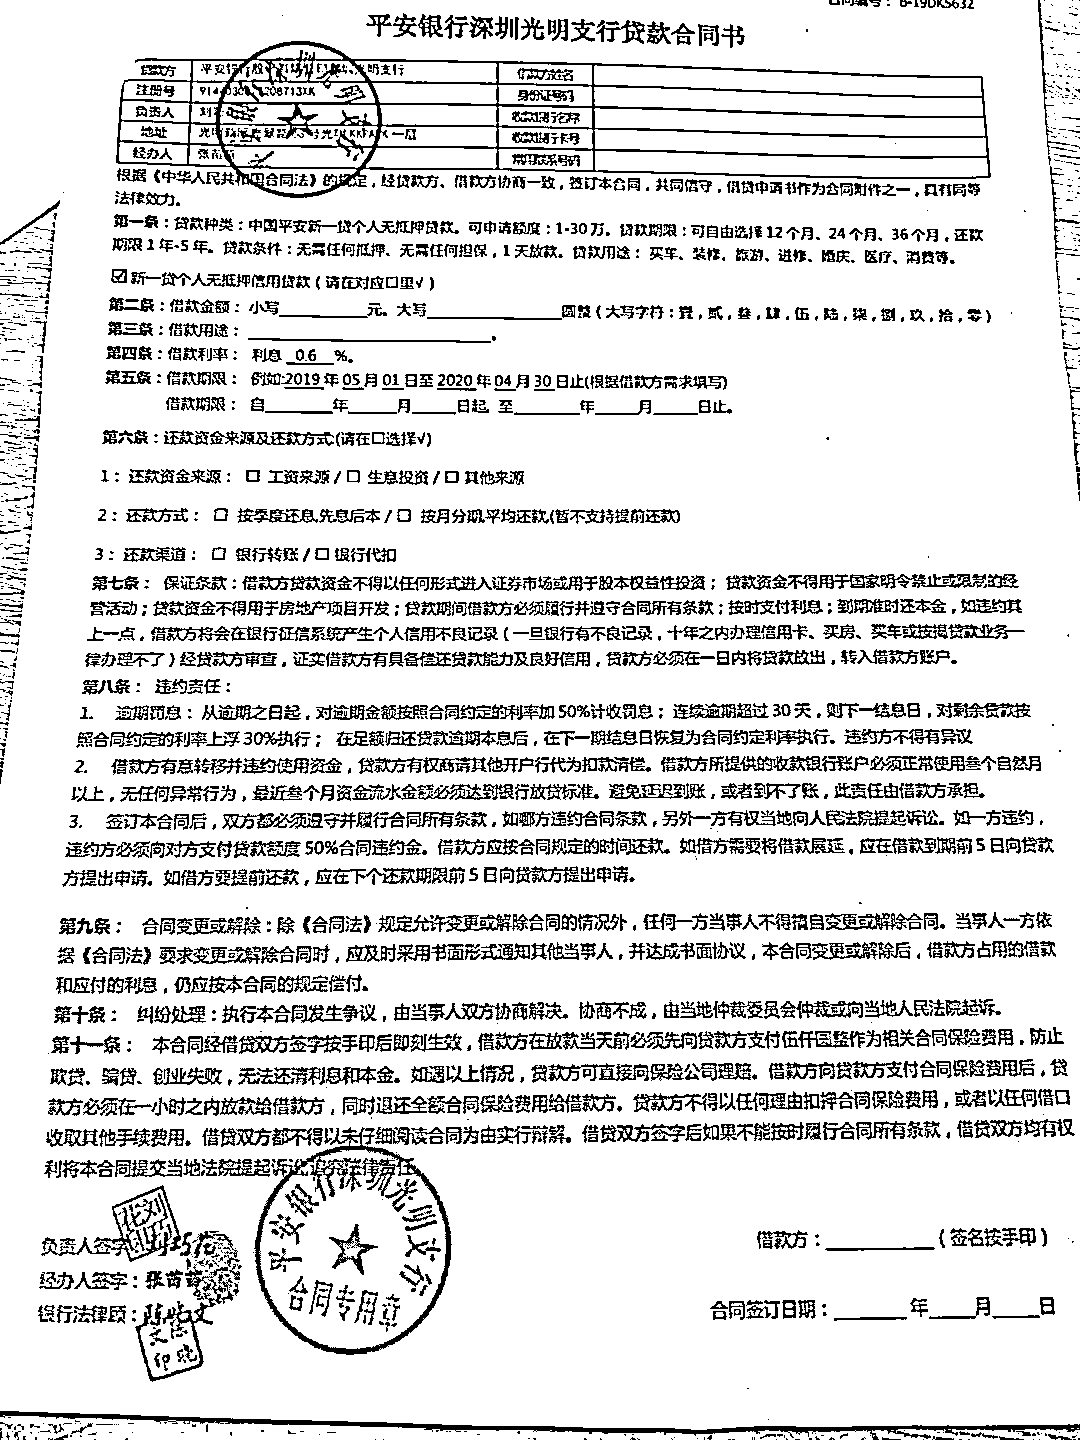 合同编号： B-19DKS632
平安银行深圳光明支行贷款合同书
贷款方 光明支行 借款方姓名
注册号 身份证号码
负责人 刘 收款银行名称
地址 收款银行卡号
经办人 张苗苗 常用联系号码
根据《中华人民共和国合同法》的规定，经贷款方、借款方协商一致，签订本合同，共同信守，借贷申请书作为合同附件之一，具有同等
法律效力。
第一条：贷款种类：中国平安新一贷个人无抵押贷款。可申请额度：1-30万。贷款期限：可自由选择12个月、24个月、36个月，还款
期限1年-5年。贷款条件：无需任何抵押、无需任何担保，1天放款。贷款用途： 买车、装修、旅游、进修、婚庆、医疗、消费等。
☑新一贷个人无抵押信用贷款（请在对应口里√）
第二条：借款金额： 小写________元。大写____________圆整（大写字符：壹，贰，叁，肆，伍，陆，柒，捌，玖，拾，零）
第三条：借款用途：______________________。
第四条：借款利率： 利息 0.6 %。
第五条：借款期限： 例如:2019年05月01日至2020年04月30日止(根据借款方需求填写)
借款期限： 自______年____月____日起，至______年____月____日止。
第六条：还款资金来源及还款方式:(请在口选择√)
1： 还款资金来源： □ 工资来源 / □ 生息投资 / □ 其他来源
2： 还款方式： □ 按季度还息,先息后本 / □ 按月分期,平均还款,(暂不支持提前还款)
3： 还款渠道： □ 银行转账 / □ 银行代扣
第七条： 保证条款：借款方贷款资金不得以任何形式进入证券市场或用于股本权益性投资；贷款资金不得用于国家明令禁止或限制的经
营活动；贷款资金不得用于房地产项目开发；贷款期间借款方必须履行并遵守合同所有条款；按时支付利息；到期准时还本金，如违约其
上一点，借款方将会在银行征信系统产生个人信用不良记录（一旦银行有不良记录，十年之内办理信用卡、买房、买车或按揭贷款业务一
律办理不了）经贷款方审查，证实借款方有具备偿还贷款能力及良好信用，贷款方必须在一日内将贷款放出，转入借款方账户。
第八条： 违约责任：
1. 逾期罚息：从逾期之日起，对逾期金额按照合同约定的利率加50%计收罚息；连续逾期超过30天，则下一结息日，对剩余贷款按
照合同约定的利率上浮30%执行； 在足额归还贷款逾期本息后，在下一期结息日恢复为合同约定利率执行。违约方不得有异议
2. 借款方有意转移并违约使用资金，贷款方有权商请其他开户行代为扣款清偿。借款方所提供的收款银行账户必须正常使用叁个自然月
以上，无任何异常行为，最近叁个月资金流水金额必须达到银行放贷标准。避免延迟到账，或者到不了账，此责任由借款方承担。
3. 签订本合同后，双方都必须遵守并履行合同所有条款，如哪方违约合同条款，另外一方有权当地向人民法院提起诉讼。如一方违约，
违约方必须向对方支付贷款额度50%合同违约金。借款方应按合同规定的时间还款。如借方需要将借款展延，应在借款到期前5日向贷款
方提出申请。如借方要提前还款，应在下个还款期限前5日向贷款方提出申请。
第九条： 合同变更或解除：除《合同法》规定允许变更或解除合同的情况外，任何一方当事人不得擅自变更或解除合同。当事人一方依
据《合同法》要求变更或解除合同时，应及时采用书面形式通知其他当事人，并达成书面协议，本合同变更或解除后，借款方占用的借款
和应付的利息，仍应按本合同的规定偿付。
第十条： 纠纷处理：执行本合同发生争议，由当事人双方协商解决。协商不成，由当地仲裁委员会仲裁或向当地人民法院起诉。
第十一条： 本合同经借贷双方签字按手印后即刻生效，借款方在放款当天前必须先向贷款方支付伍仟圆整作为相关合同保险费用，防止
欺贷、骗贷、创业失败，无法还清利息和本金。如遇以上情况，贷款方可直接向保险公司理赔。借款方向贷款方支付合同保险费用后，贷
款方必须在一小时之内放款给借款方，同时退还全额合同保险费用给借款方。贷款方不得以任何理由扣押合同保险费用，或者以任何借口
收取其他手续费用。借贷双方都不得以未仔细阅读合同为由实行辩解。借贷双方签字后如果不能按时履行合同所有条款，借贷双方均有权
利将本合同提交当地法院提起诉讼，追究法律责任
平安银行深圳光明支行
合同专用章
负责人签字： 借款方：__________（签名按手印）
经办人签字：张苗苗
银行法律顾：陈晓文 合同签订日期：______年____月____日
陈晓文印